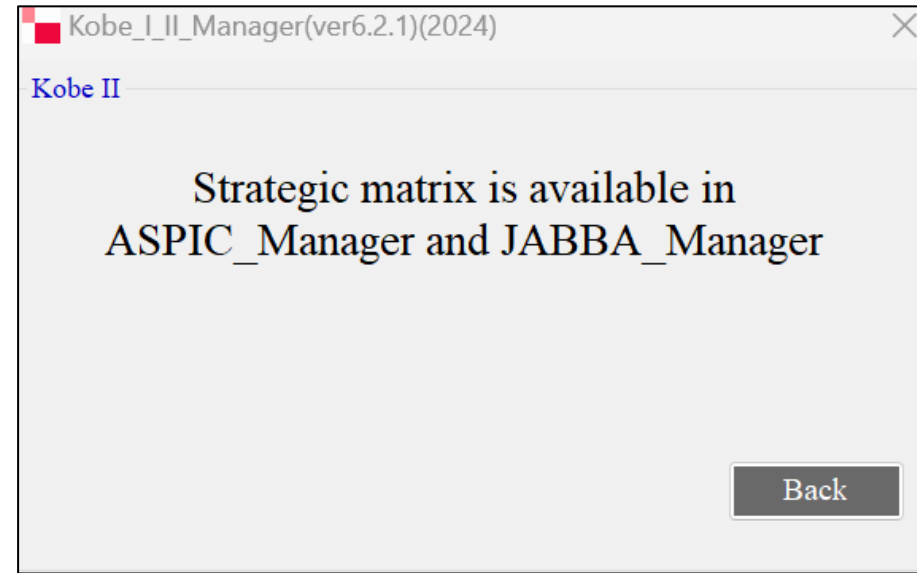 Kobe_I_II_Manager(ver6.2.1)(2024)
Kobe II
Strategic matrix is available in
ASPIC_Manager and JABBA_Manager
Back